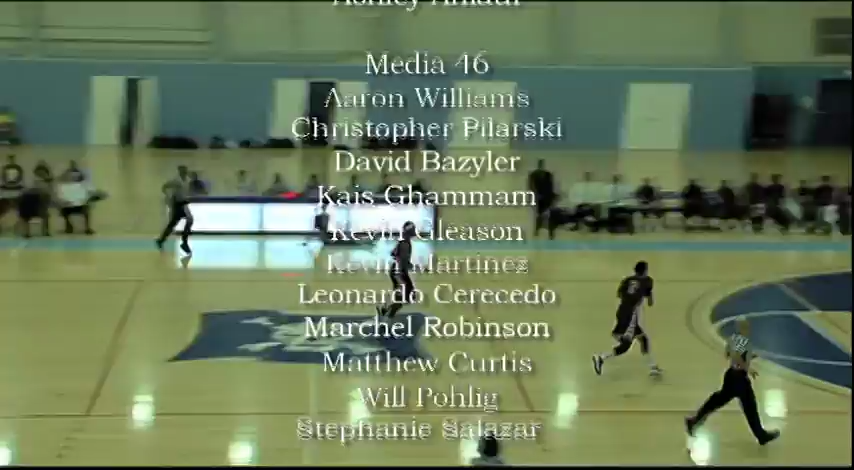 Media 46
Aaron Williams
Christopher Pilarski
David Bazyler
Kais Ghammam
Kevin Gleason
Kevin Martinez
Leonardo Cerecedo
Marchel Robinson
Matthew Curtis
Will Pohlig
Stephanie Salazar